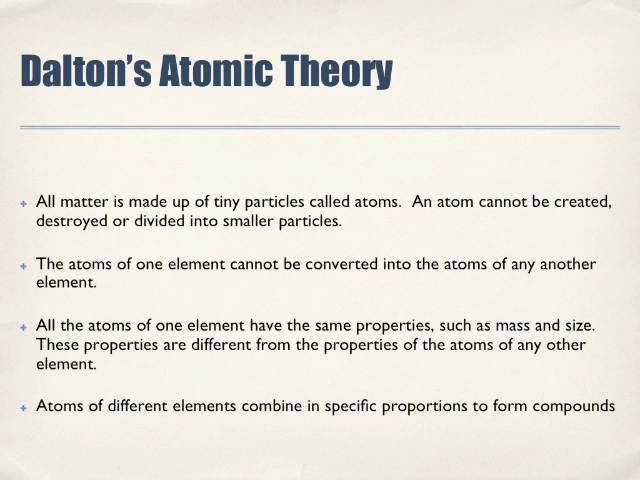 Dalton’s Atomic Theory
All matter is made up of tiny particles called atoms.  An atom cannot be created,
destroyed or divided into smaller particles.
The atoms of one element cannot be converted into the atoms of any another
element.
All the atoms of one element have the same properties, such as mass and size.
These properties are different from the properties of the atoms of any other
element.
Atoms of different elements combine in specific proportions to form compounds